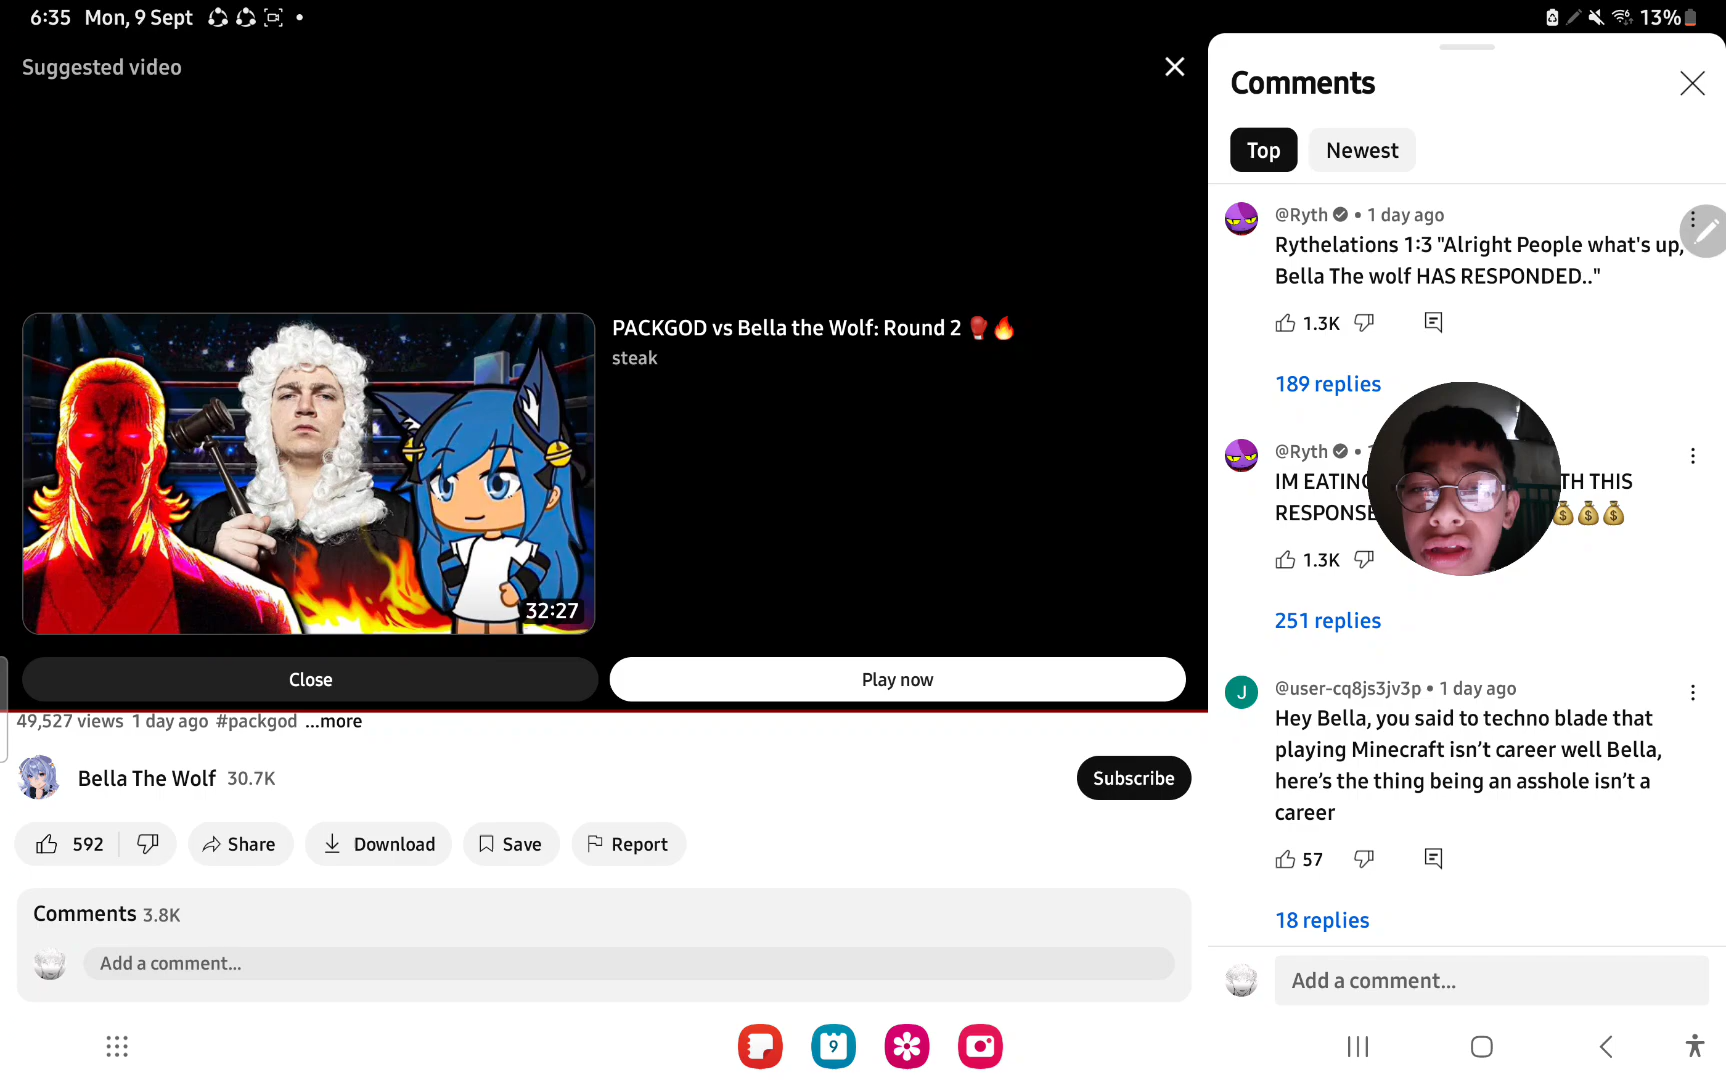 6:35 Mon, 9 Sept
13%
Suggested video
PACKGOD vs Bella the Wolf: Round 2 🥊🔥
steak
32:27
Close
Play now
49,527 views 1 day ago #packgod ...more
Bella The Wolf 30.7K
Subscribe
592
Share
Download
Save
Report
Comments 3.8K
Add a comment...
Comments
Top
Newest
@Ryth • 1 day ago
Rythelations 1:3 "Alright People what's up,
Bella The wolf HAS RESPONDED.."
1.3K
189 replies
@Ryth •
IM EATING TH THIS
RESPONSE 💰💰💰
1.3K
251 replies
J
@user-cq8js3jv3p • 1 day ago
Hey Bella, you said to techno blade that
playing Minecraft isn’t career well Bella,
here’s the thing being an asshole isn’t a
career
57
18 replies
Add a comment...
9